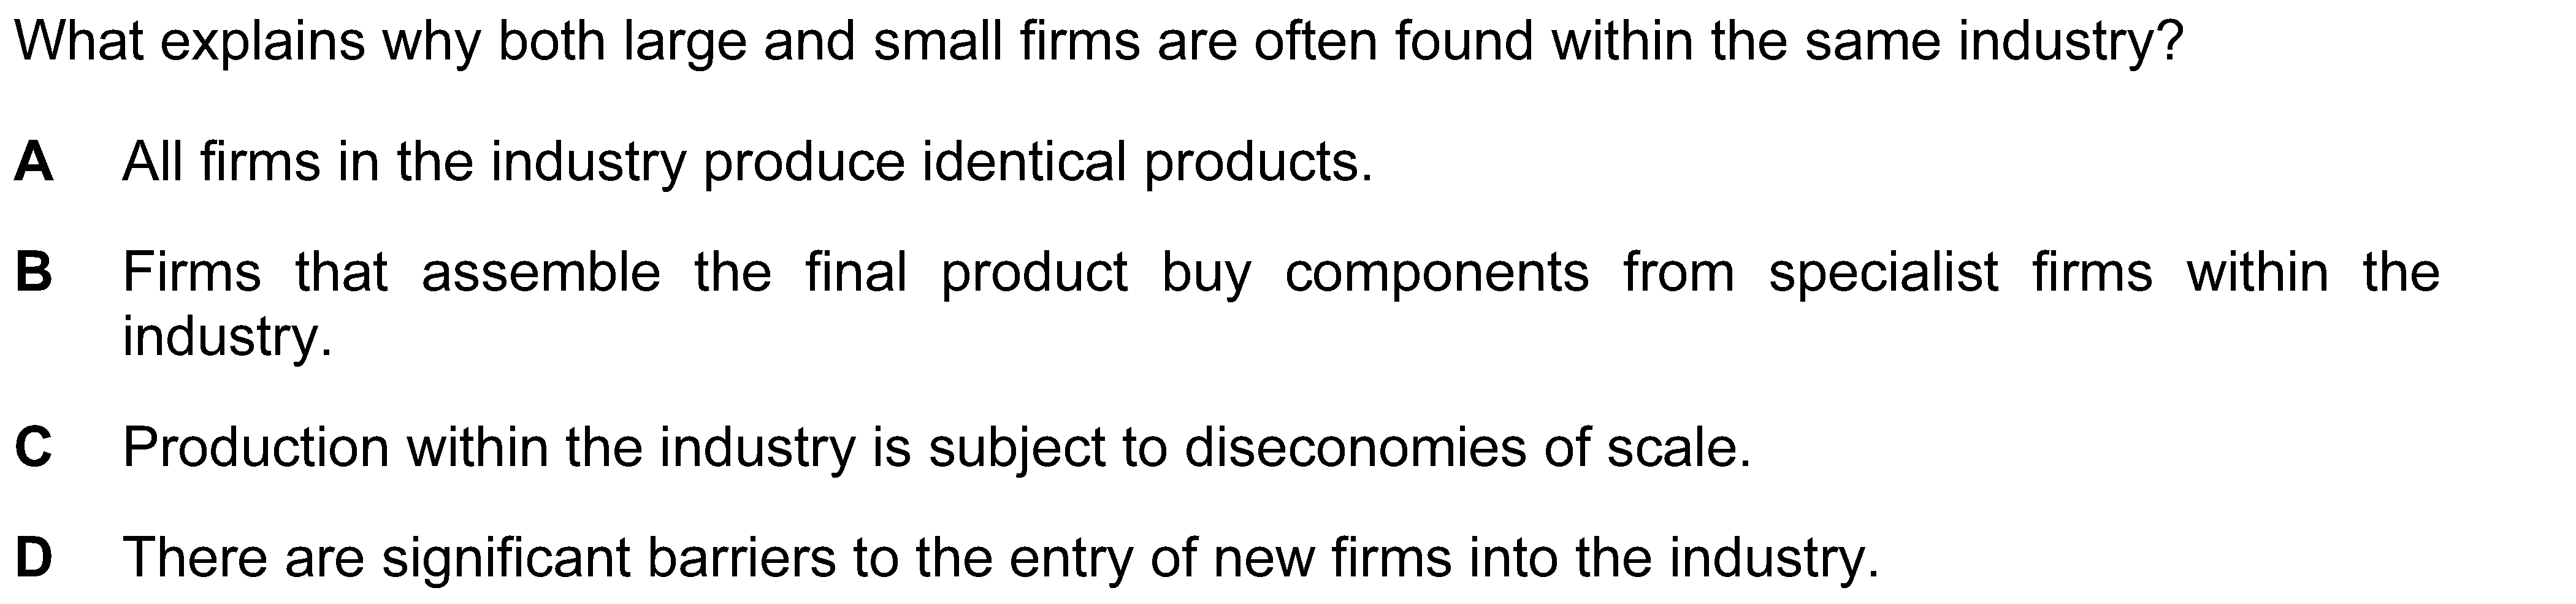 What explains why both large and small firms are often found within the same industry?
A All firms in the industry produce identical products.
B Firms that assemble the final product buy components from specialist firms within the
industry.
C Production within the industry is subject to diseconomies of scale.
D There are significant barriers to the entry of new firms into the industry.